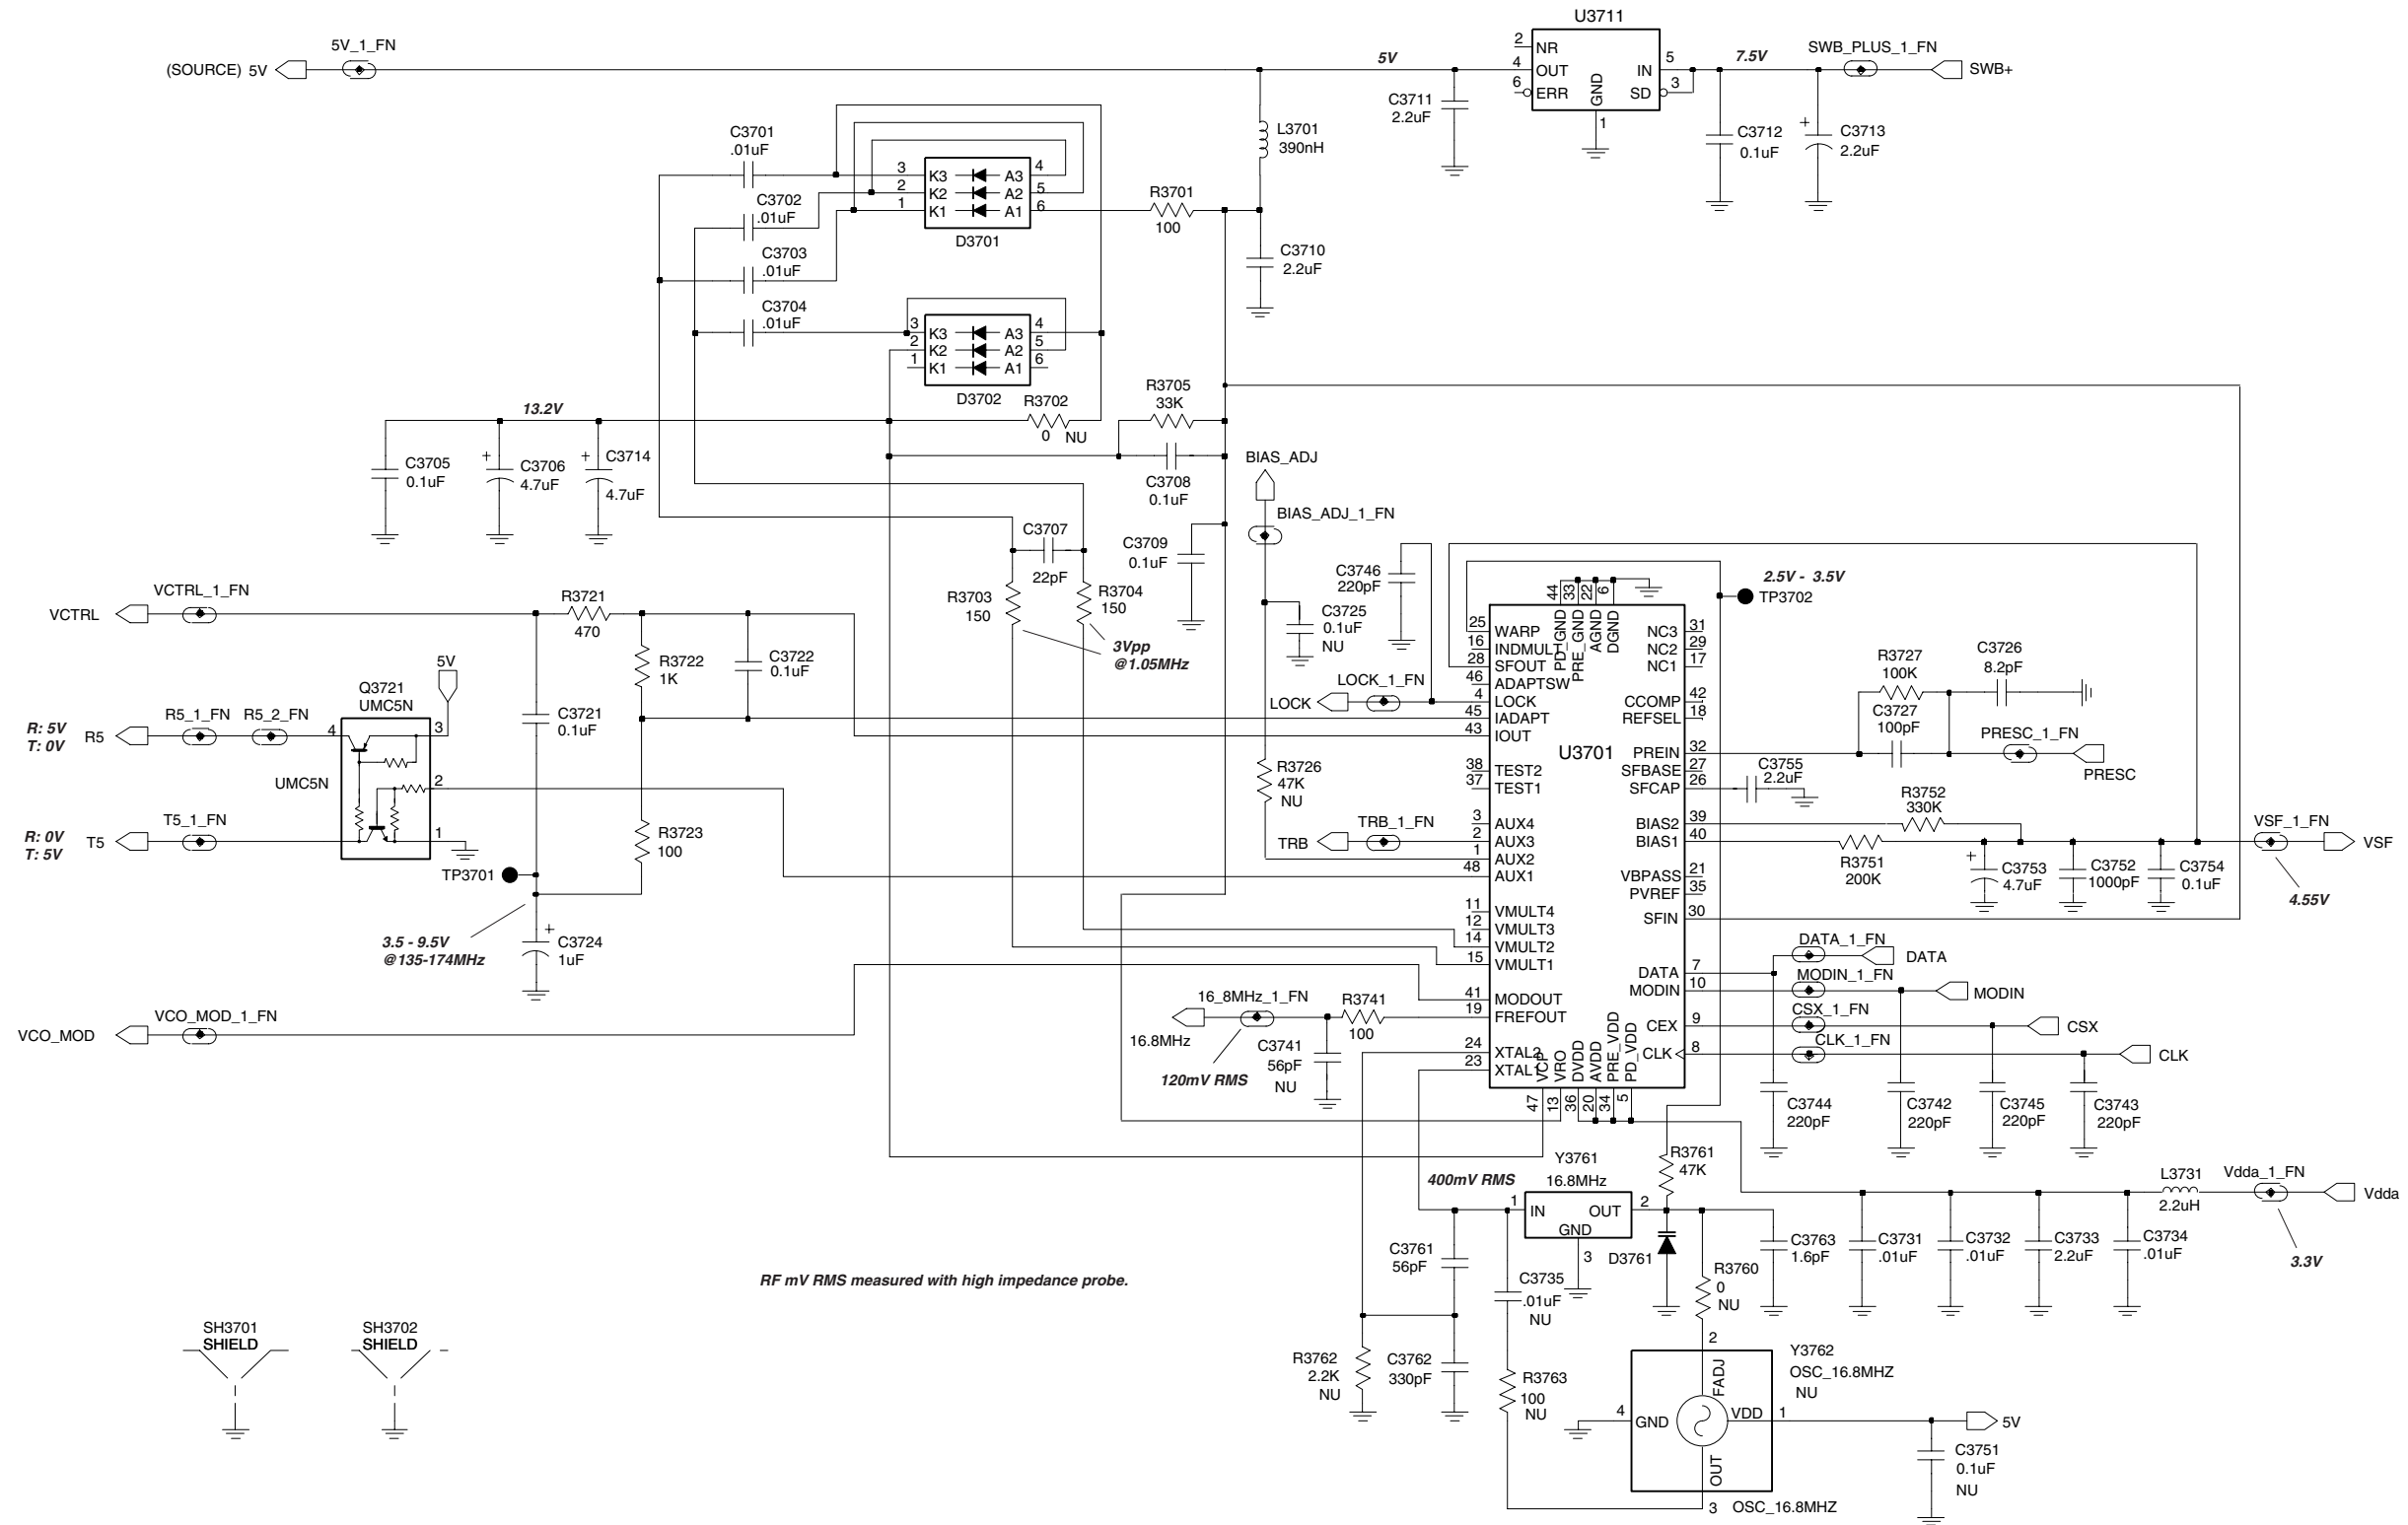 U3711
5V_1_FN
(SOURCE) 5V
5V
2 NR
4 OUT
6 ERR
GND
1
IN 5
SD 3
7.5V
SWB_PLUS_1_FN
SWB+
C3711
2.2uF
C3712
0.1uF
+
C3713
2.2uF
L3701
390nH
C3701
.01uF
C3702
.01uF
C3703
.01uF
C3704
.01uF
3 K3 A3 4
2 K2 A2 5
1 K1 A1 6
D3701
R3701
100
C3710
2.2uF
3 K3 A3 4
2 K2 A2 5
1 K1 A1 6
D3702
R3702
0 NU
R3705
33K
13.2V
C3705
0.1uF
+
C3706
4.7uF
+
C3714
4.7uF
C3708
0.1uF
C3709
0.1uF
C3707
22pF
R3703
150
R3704
150
3Vpp
@1.05MHz
BIAS_ADJ
BIAS_ADJ_1_FN
C3746
220pF
C3725
0.1uF
NU
VCTRL
VCTRL_1_FN
R3721
470
R3722
1K
C3722
0.1uF
C3721
0.1uF
R3723
100
5V
Q3721
UMC5N
UMC5N
4
3
2
1
R: 5V
T: 0V
R5
R5_1_FN
R5_2_FN
R: 0V
T: 5V
T5
T5_1_FN
TP3701
3.5 - 9.5V
@135-174MHz
+
C3724
1uF
VCO_MOD
VCO_MOD_1_FN
LOCK
LOCK_1_FN
R3726
47K
NU
TRB
TRB_1_FN
16_8MHz_1_FN
16.8MHz
120mV RMS
R3741
100
C3741
56pF
NU
U3701
44 PD_GND
33 PRE_GND
22 AGND
6 DGND
25 WARP
16 INDMULT
28 SFOUT
46 ADAPTSW
4 LOCK
45 IADAPT
43 IOUT
38 TEST2
37 TEST1
3 AUX4
2 AUX3
1 AUX2
48 AUX1
11 VMULT4
12 VMULT3
14 VMULT2
15 VMULT1
41 MODOUT
19 FREFOUT
24 XTAL2
23 XTAL1
VCP 47
VRO 13
DVDD 36
AVDD 20
PRE_VDD 34
PD_VDD 5
NC3 31
NC2 29
NC1 17
CCOMP 42
REFSEL 18
PREIN 32
SFBASE 27
SFCAP 26
BIAS2 39
BIAS1 40
VBPASS 21
PVREF 35
SFIN 30
DATA 7
MODIN 10
CEX 9
CLK 8
2.5V - 3.5V
TP3702
R3727
100K
C3726
8.2pF
C3727
100pF
PRESC_1_FN
PRESC
C3755
2.2uF
R3752
330K
R3751
200K
+
C3753
4.7uF
C3752
1000pF
C3754
0.1uF
VSF_1_FN
VSF
4.55V
DATA_1_FN
DATA
MODIN_1_FN
MODIN
CSX_1_FN
CSX
CLK_1_FN
CLK
C3744
220pF
C3742
220pF
C3745
220pF
C3743
220pF
R3761
47K
Y3761
16.8MHz
400mV RMS
1 IN OUT 2
GND
3
D3761
C3761
56pF
C3735
.01uF
NU
R3760
0
NU
C3763
1.6pF
C3731
.01uF
C3732
.01uF
C3733
2.2uF
C3734
.01uF
L3731
2.2uH
Vdda_1_FN
Vdda
3.3V
R3762
2.2K
NU
C3762
330pF
R3763
100
NU
2
FADJ
4 GND
VDD 1
OUT
3
Y3762
OSC_16.8MHZ
NU
OSC_16.8MHZ
5V
C3751
0.1uF
NU
RF mV RMS measured with high impedance probe.
SH3701
SHIELD
SH3702
SHIELD